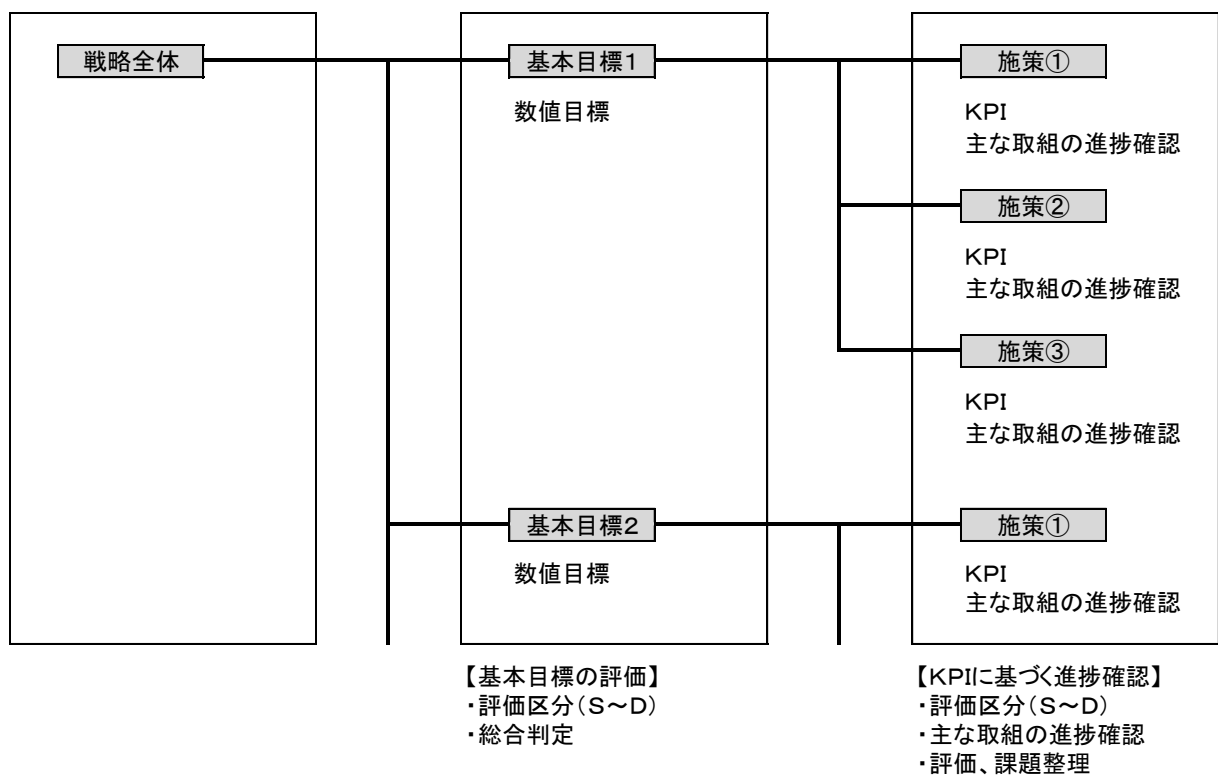 戦略全体
基本目標1
数値目標
施策①
KPI
主な取組の進捗確認
施策②
KPI
主な取組の進捗確認
施策③
KPI
主な取組の進捗確認
基本目標2
数値目標
施策①
KPI
主な取組の進捗確認
【基本目標の評価】
・評価区分(S～D)
・総合判定
【KPIに基づく進捗確認】
・評価区分(S～D)
・主な取組の進捗確認
・評価、課題整理